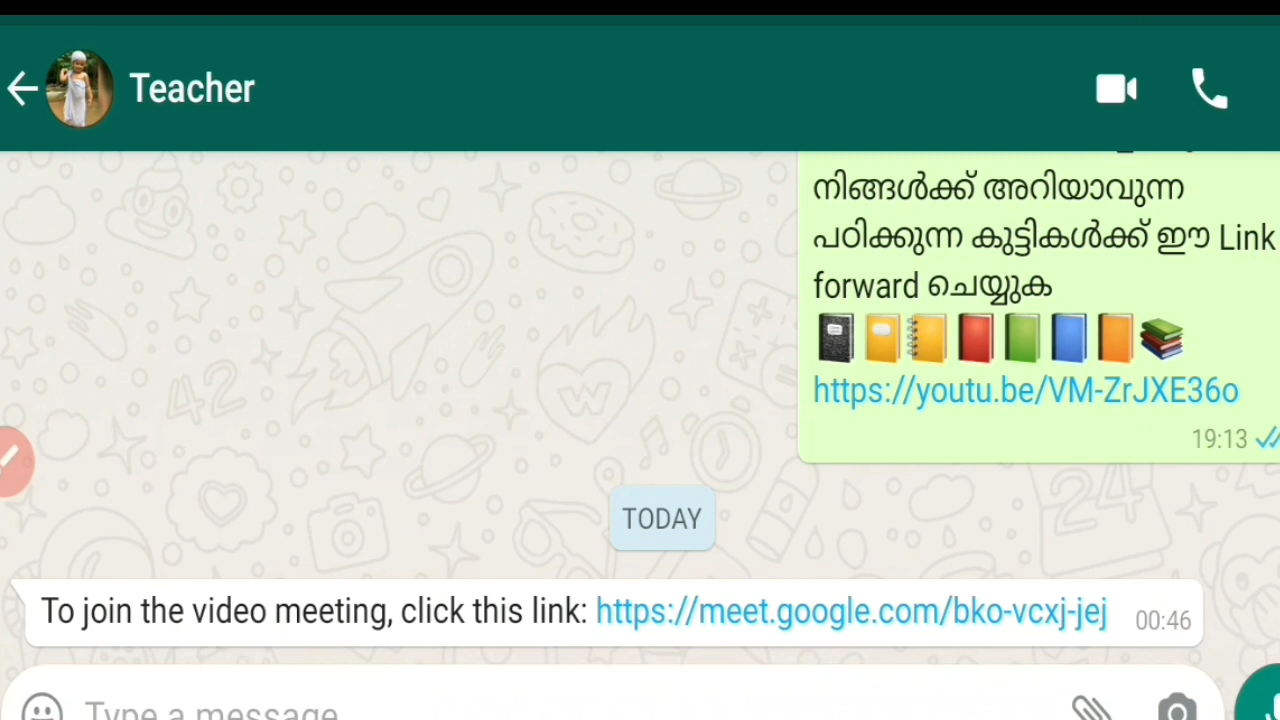 Teacher
നിങ്ങൾക്ക് അറിയാവുന്ന
പഠിക്കുന്ന കുട്ടികൾക്ക് ഈ Link
forward ചെയ്യുക
https://youtu.be/VM-ZrJXE36o
19:13
TODAY
To join the video meeting, click this link: https://meet.google.com/bko-vcxj-jej 00:46
Type a message